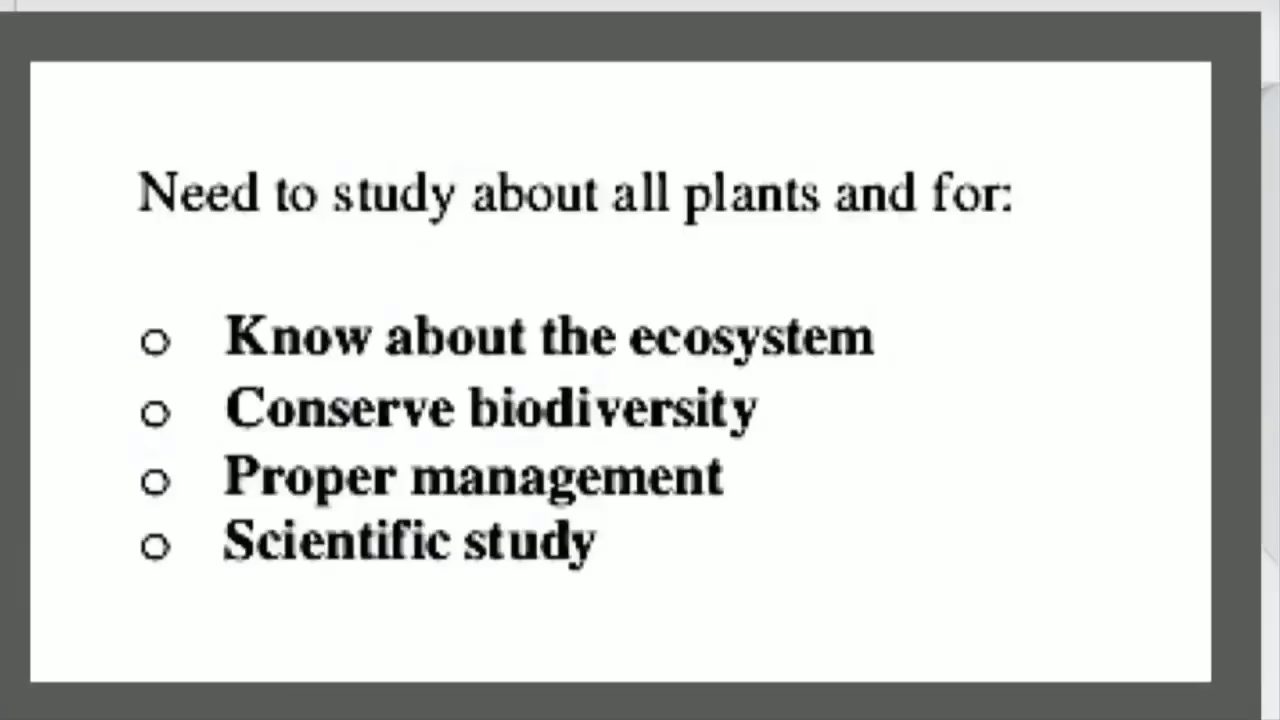 Need to study about all plants and for:
o Know about the ecosystem
o Conserve biodiversity
o Proper management
o Scientific study